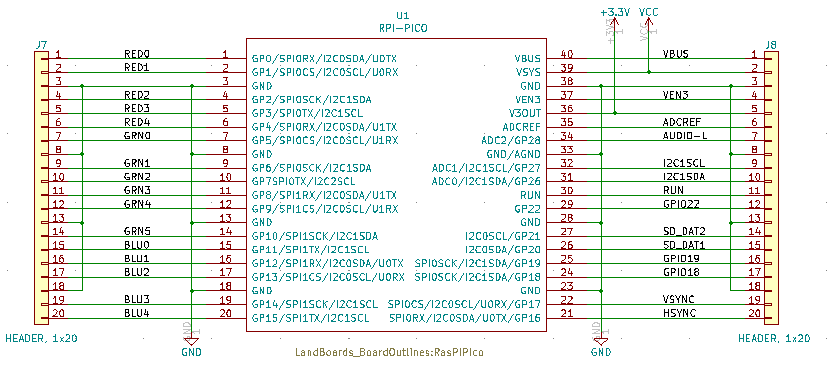 U1
RPI-PICO
+3.3V VCC
+3V3 1 VCC 1
J7 J8
1 RED0 1 GP0/SPI0RX/I2C0SDA/U0TX VBUS 40 VBUS 1
2 RED1 2 GP1/SPI0CS/I2C0SCL/U0RX VSYS 39 2
3 3 GND GND 38 3
4 RED2 4 GP2/SPI0SCK/I2C1SDA VEN3 37 VEN3 4
5 RED3 5 GP3/SPI0TX/I2C1SCL V3OUT 36 5
6 RED4 6 GP4/SPI0RX/I2C0SDA/U1TX ADCREF 35 ADCREF 6
7 GRN0 7 GP5/SPI0CS/I2C0SCL/U1RX ADC2/GP28 34 AUDIO-L 7
8 8 GND GND/AGND 33 8
9 GRN1 9 GP6/SPI0SCK/I2C1SDA ADC1/I2C1SCL/GP27 32 I2C1SCL 9
10 GRN2 10 GP7SPI0TX/I2C2SCL ADC0/I2C1SDA/GP26 31 I2C1SDA 10
11 GRN3 11 GP8/SPI1RX/I2C0SDA/U1TX RUN 30 RUN 11
12 GRN4 12 GP9/SPI1CS/I2C0SCL/U1RX GP22 29 GPIO22 12
13 13 GND GND 28 13
14 GRN5 14 GP10/SPI1SCK/I2C1SDA I2C0SCL/GP21 27 SD_DAT2 14
15 BLU0 15 GP11/SPI1TX/I2C1SCL I2C0SDA/GP20 26 SD_DAT1 15
16 BLU1 16 GP12/SPI1RX/I2C0SDA/U0TX SPI0SCK/I2C1SCL/GP19 25 GPIO19 16
17 BLU2 17 GP13/SPI1CS/I2C0SCL/U0RX SPI0SCK/I2C1SDA/GP18 24 GPIO18 17
18 18 GND GND 23 18
19 BLU3 19 GP14/SPI1SCK/I2C1SCL SPI0CS/I2C0SCL/U0RX/GP17 22 VSYNC 19
20 BLU4 20 GP15/SPI1TX/I2C1SCL SPI0RX/I2C0SDA/U0TX/GP16 21 HSYNC 20
GND 1 GND 1
HEADER, 1x20 HEADER, 1x20
GND LandBoards_BoardOutlines:RasPiPico GND